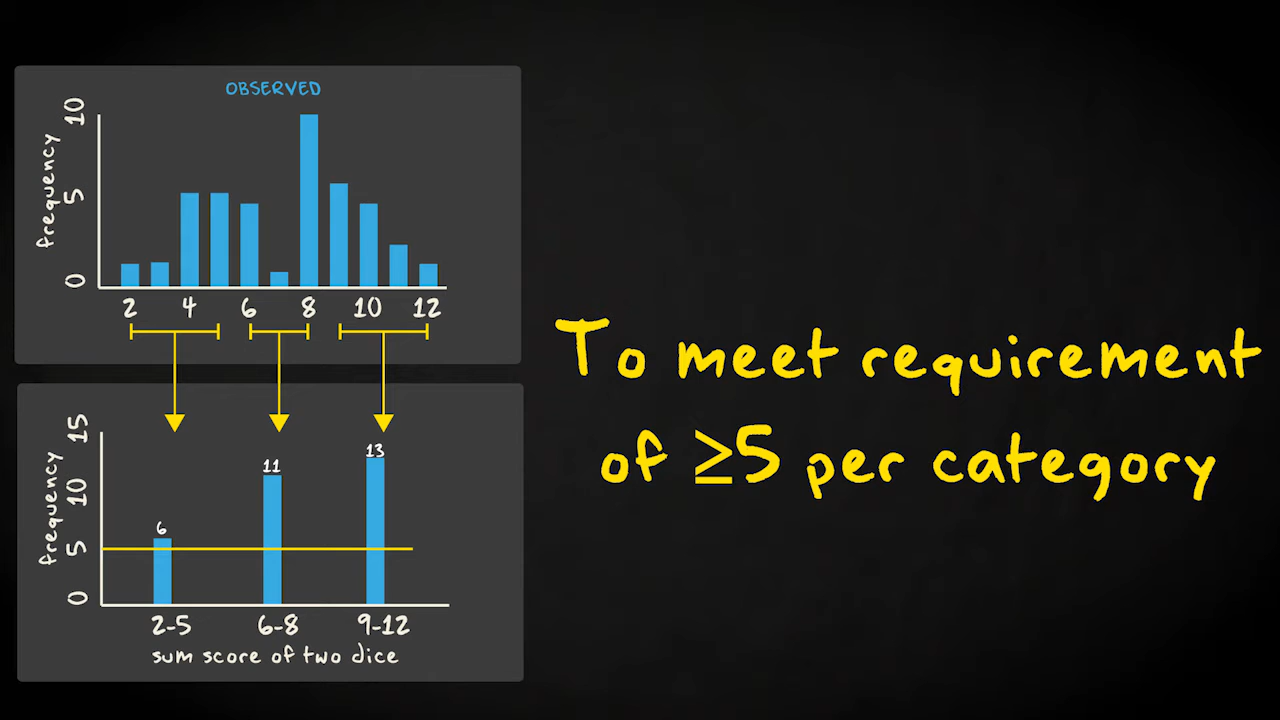 OBSERVED
frequency
10
5
0
2 4 6 8 10 12
frequency
15
10
5
0
6
11
13
2-5 6-8 9-12
sum score of two dice
To meet requirement
of ≥5 per category